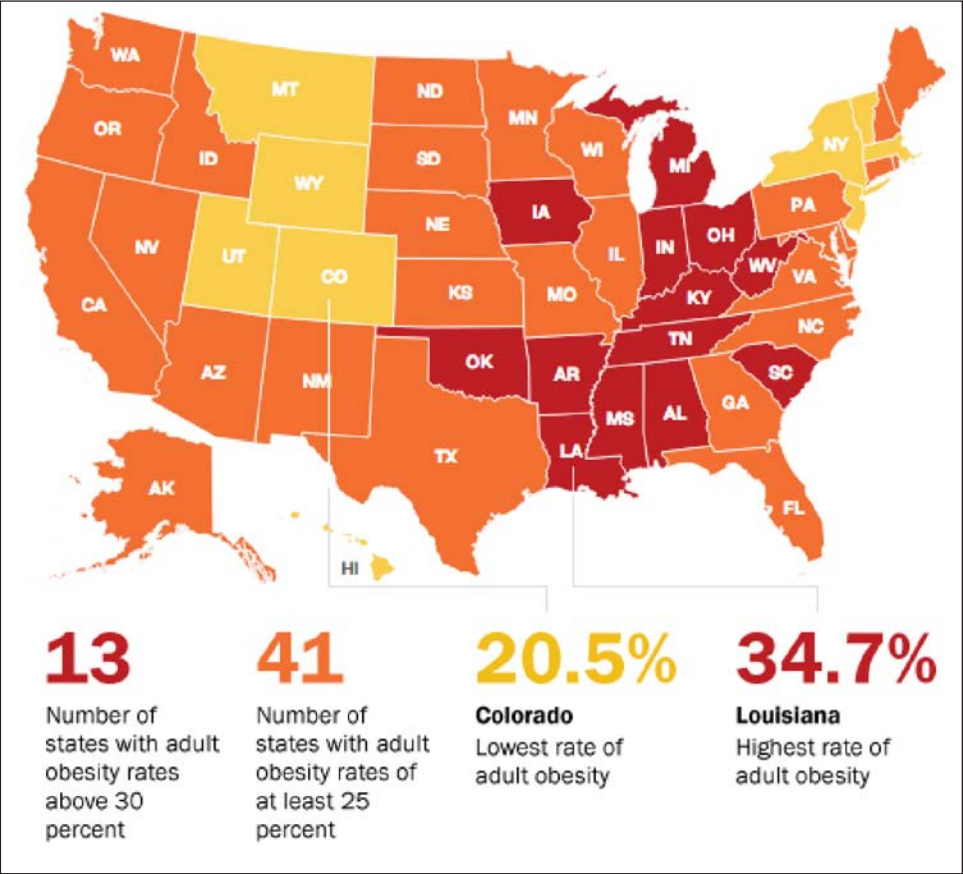 WA
MT
ND
MN
OR
ID
SD
WI
MI
NY
WY
IA
NE
PA
NV
UT
CO
IL
IN
OH
WV
VA
CA
KS
MO
KY
NC
TN
AZ
NM
OK
AR
SC
MS
AL
GA
TX
LA
AK
FL
HI
13
Number of
states with adult
obesity rates
above 30
percent
41
Number of
states with adult
obesity rates of
at least 25
percent
20.5%
Colorado
Lowest rate of
adult obesity
34.7%
Louisiana
Highest rate of
adult obesity